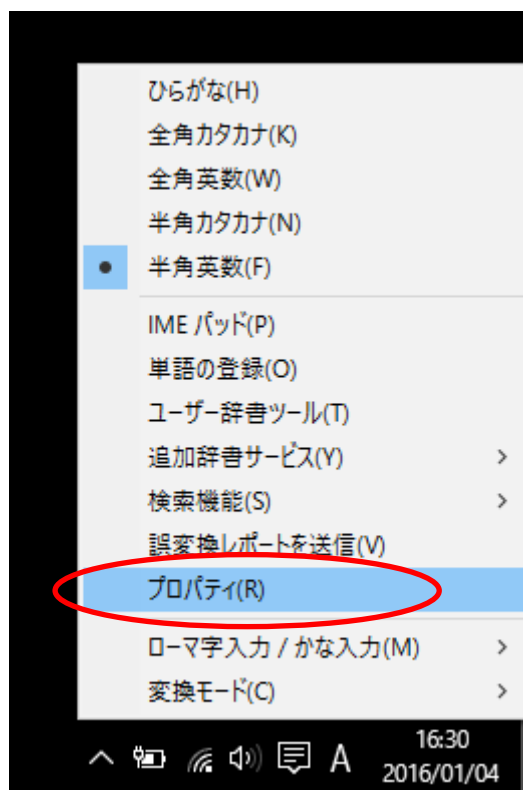 ひらがな(H)
全角カタカナ(K)
全角英数(W)
半角カタカナ(N)
半角英数(F)
IME パッド(P)
単語の登録(O)
ユーザー辞書ツール(T)
追加辞書サービス(Y)
検索機能(S)
誤変換レポートを送信(V)
プロパティ(R)
ローマ字入力 / かな入力(M)
変換モード(C)
A
16:30
2016/01/04